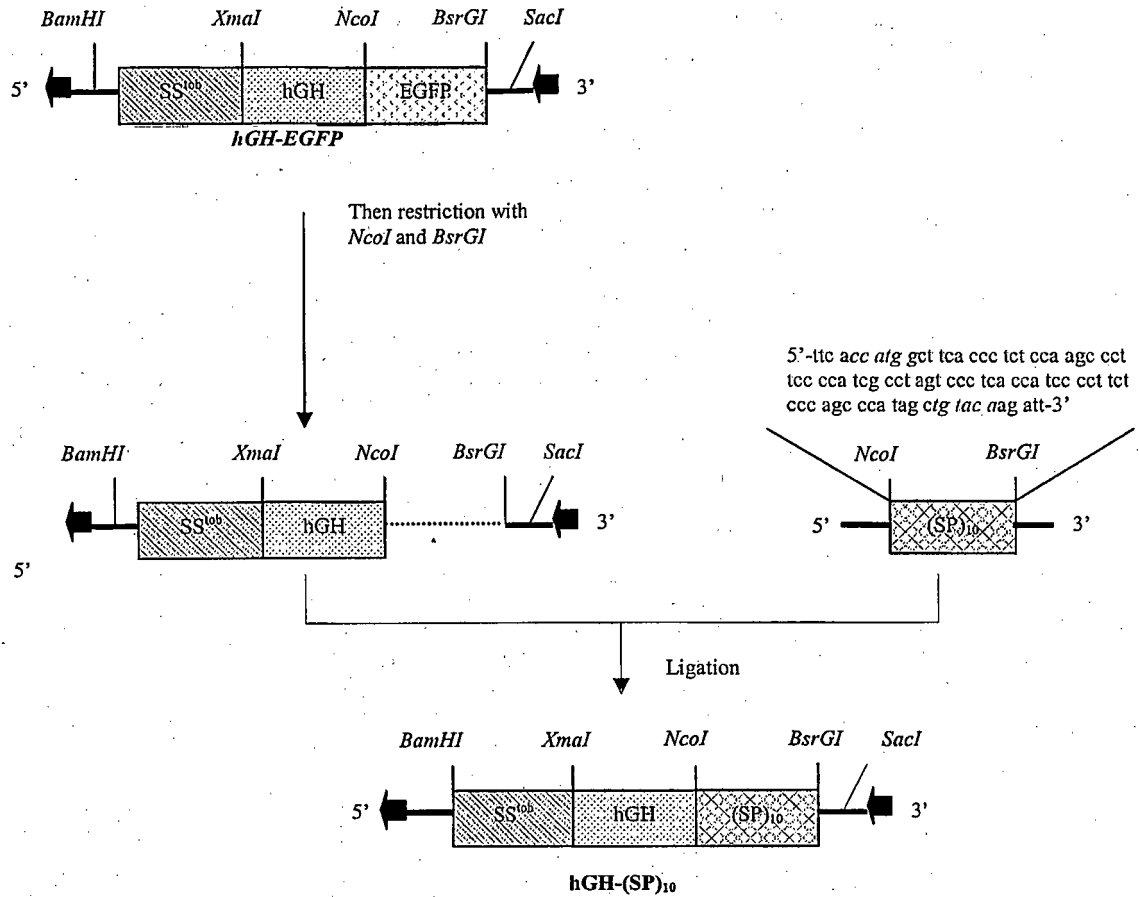 BamHI XmaI NcoI BsrGI SacI
5' SS^tob hGH EGFP 3'
hGH-EGFP
Then restriction with
NcoI and BsrGI
5'-ttc acc atg gct tca ccc tct cca agc cct
tcc cca tcg cct agt ccc tca cca tcc cct tct
ccc agc cca tag ctg tac aag att-3'
BamHI XmaI NcoI BsrGI SacI
NcoI BsrGI
SS^tob hGH 3'
5' (SP)10 3'
5'
Ligation
BamHI XmaI NcoI BsrGI SacI
5' SS^tob hGH (SP)10 3'
hGH-(SP)10